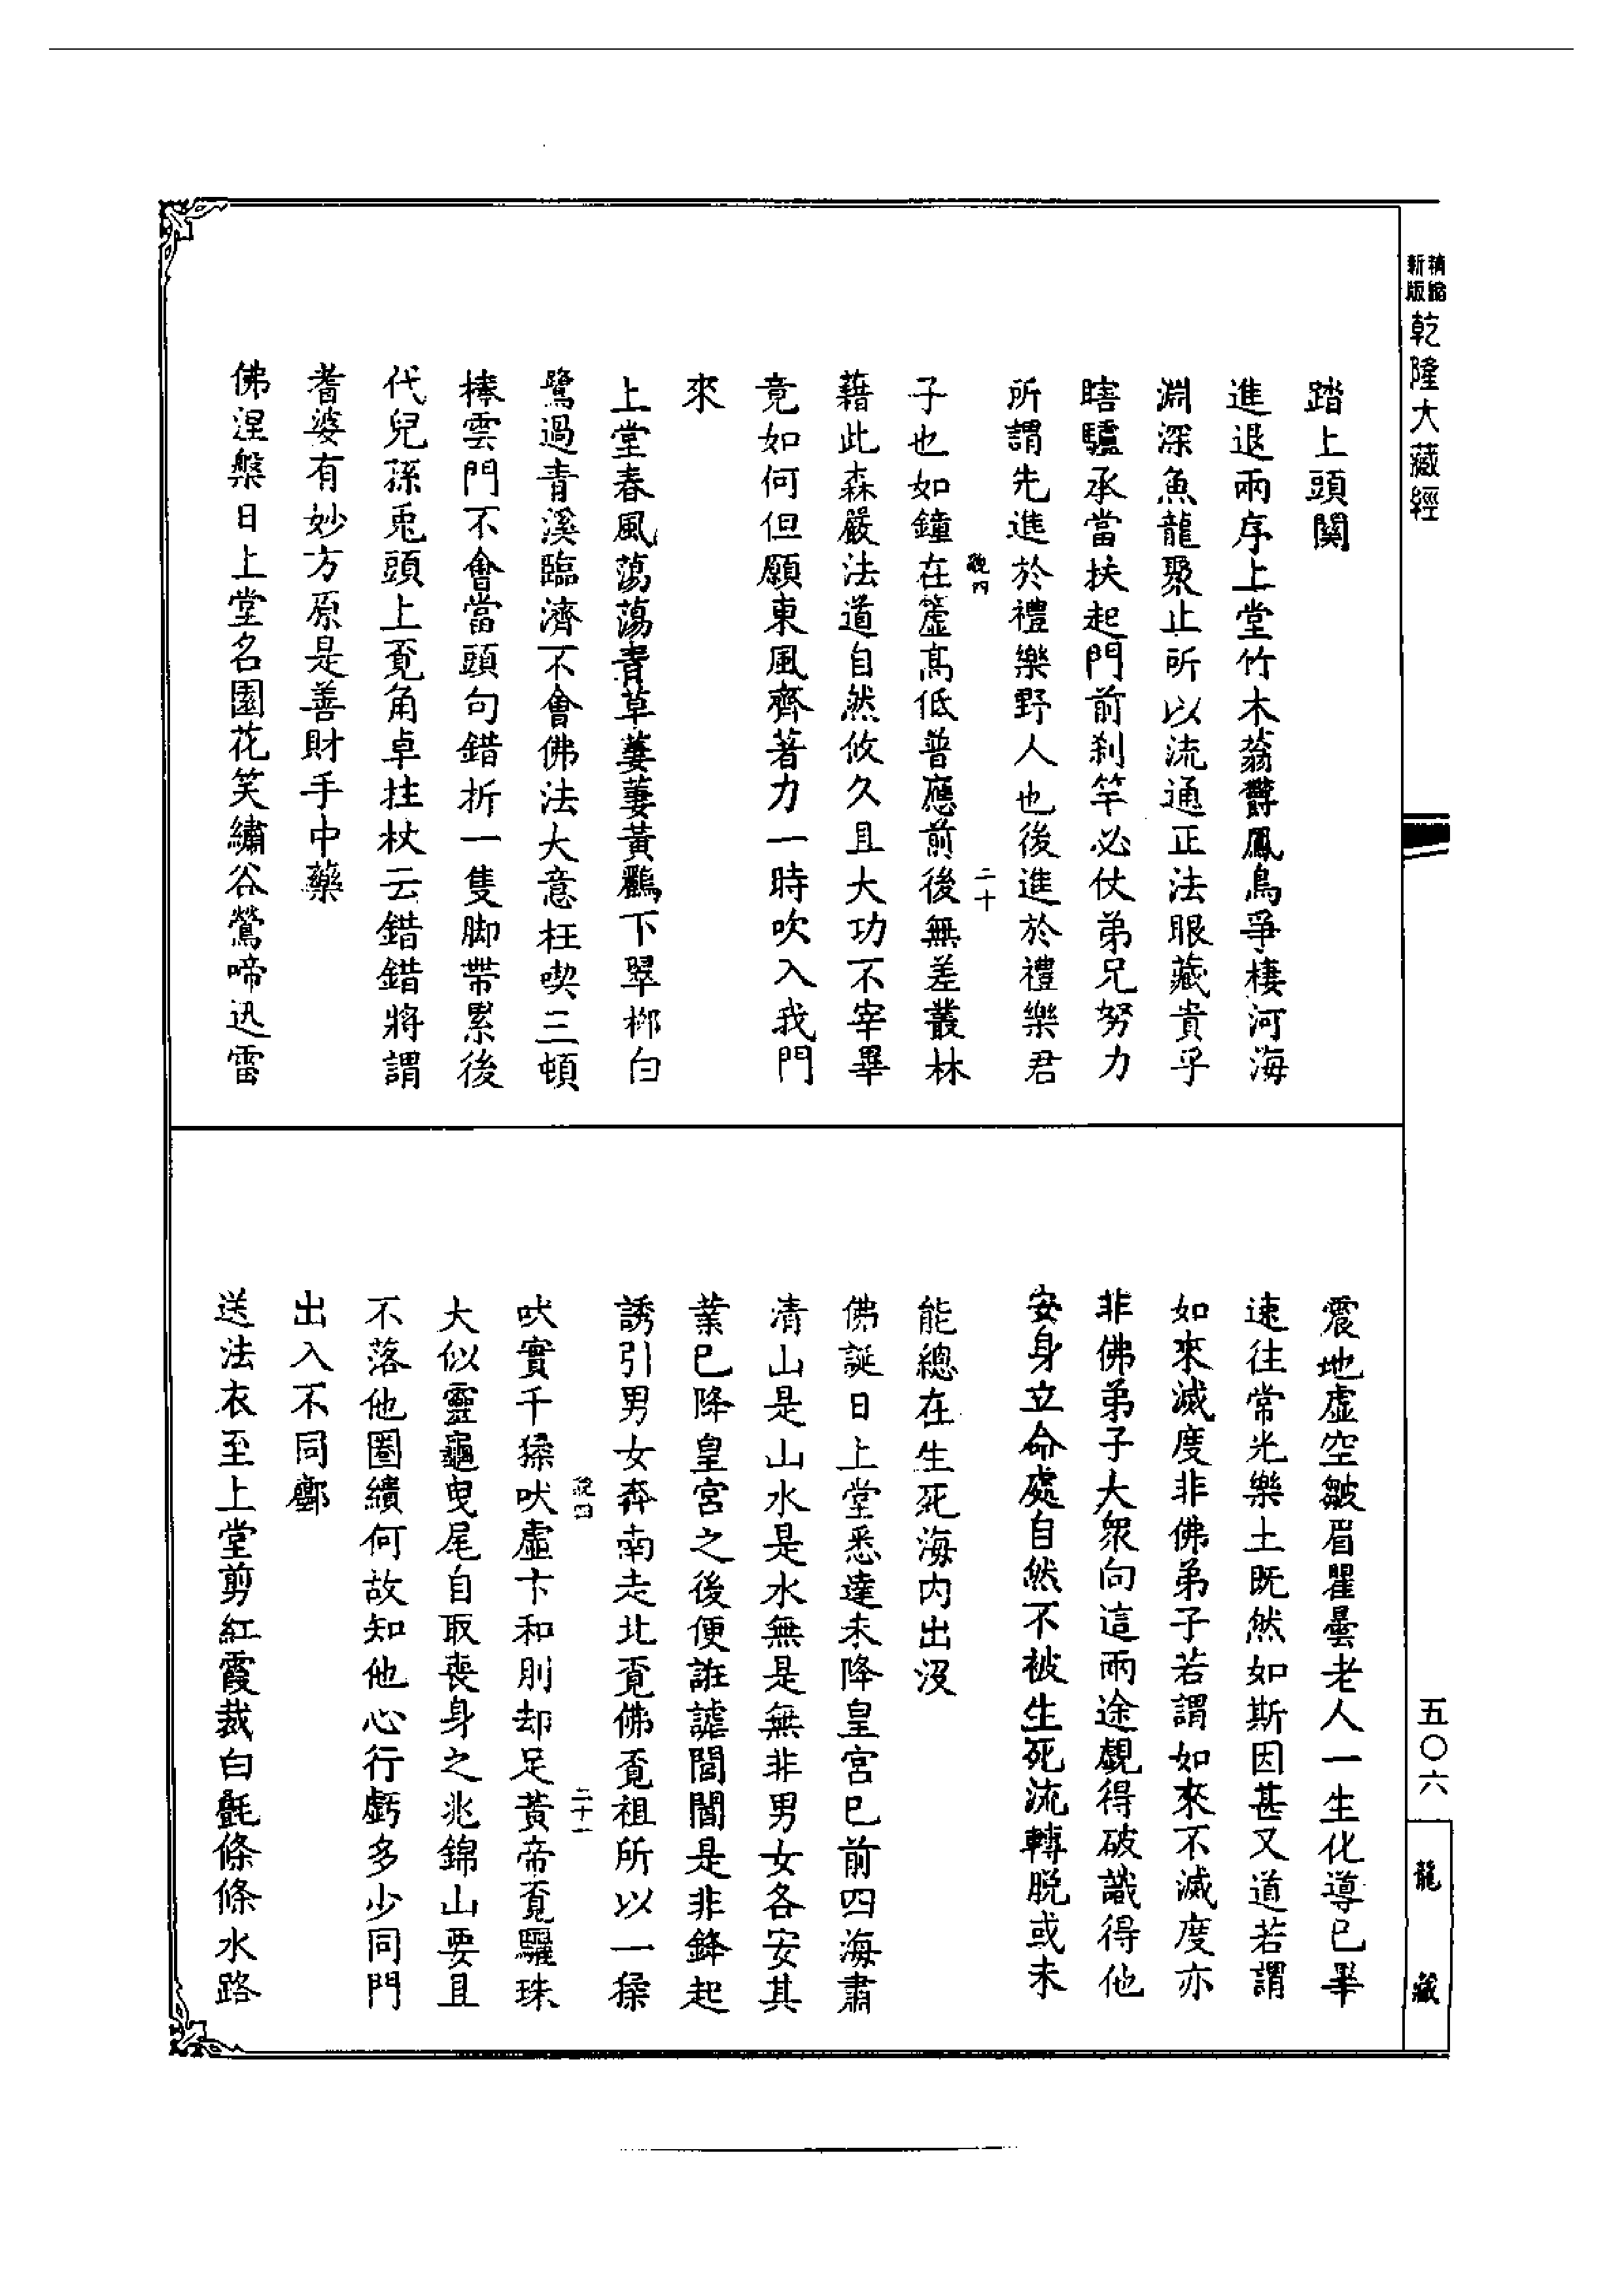 精縮新版 乾隆大藏經
踏上頭関
進退兩序上堂竹木蓊欝鳳鳥爭棲河海
淵深魚龍聚止所以流通正法眼藏貴乎
瞎驢承當扶起門前刹竿必仗弟兄努力
所謂先進於禮樂野人也後進於禮樂君
子也如鐘在簴高低普應前後無差叢林
二十
藉此森嚴法道自然攸久且大功不宰畢
竟如何但願東風齊著力一時吹入我門
來
上堂春風蕩蕩青草萋萋黃鸝下翠柳白
鷺過青溪臨濟不會佛法大意枉喫三頓
棒雲門不會當頭句錯折一隻脚帶累後
代兒孫兎頭上覔角卓拄杖云錯錯將謂
耆婆有妙方原是善財手中藥
佛涅槃日上堂名園花笑繡谷鶯啼迅雷
震地虛空皺眉瞿曇老人一生化導已畢
速往常光樂土既然如斯因甚又道若謂
如來滅度非佛弟子若謂如來不滅度亦
非佛弟子大衆向這兩途覷得破識得他
安身立命處自然不被生死流轉脫或未
能總在生死海內出沒
佛誕日上堂悉達未降皇宮已前四海肅
清山是山水是水無是無非男女各安其
業已降皇宮之後便誑謔閭閻是非鋒起
誘引男女奔南走北覔佛覔祖所以一猱
二十一
吠實千猱吠虛卞和刖却足黃帝覔驪珠
大似靈龜曳尾自取喪身之兆錦山要且
不落他圈繢何故知他心行虧多少同門
出入不同鄽
送法衣至上堂剪紅霞裁白㲲條條水路
五〇六
龍藏